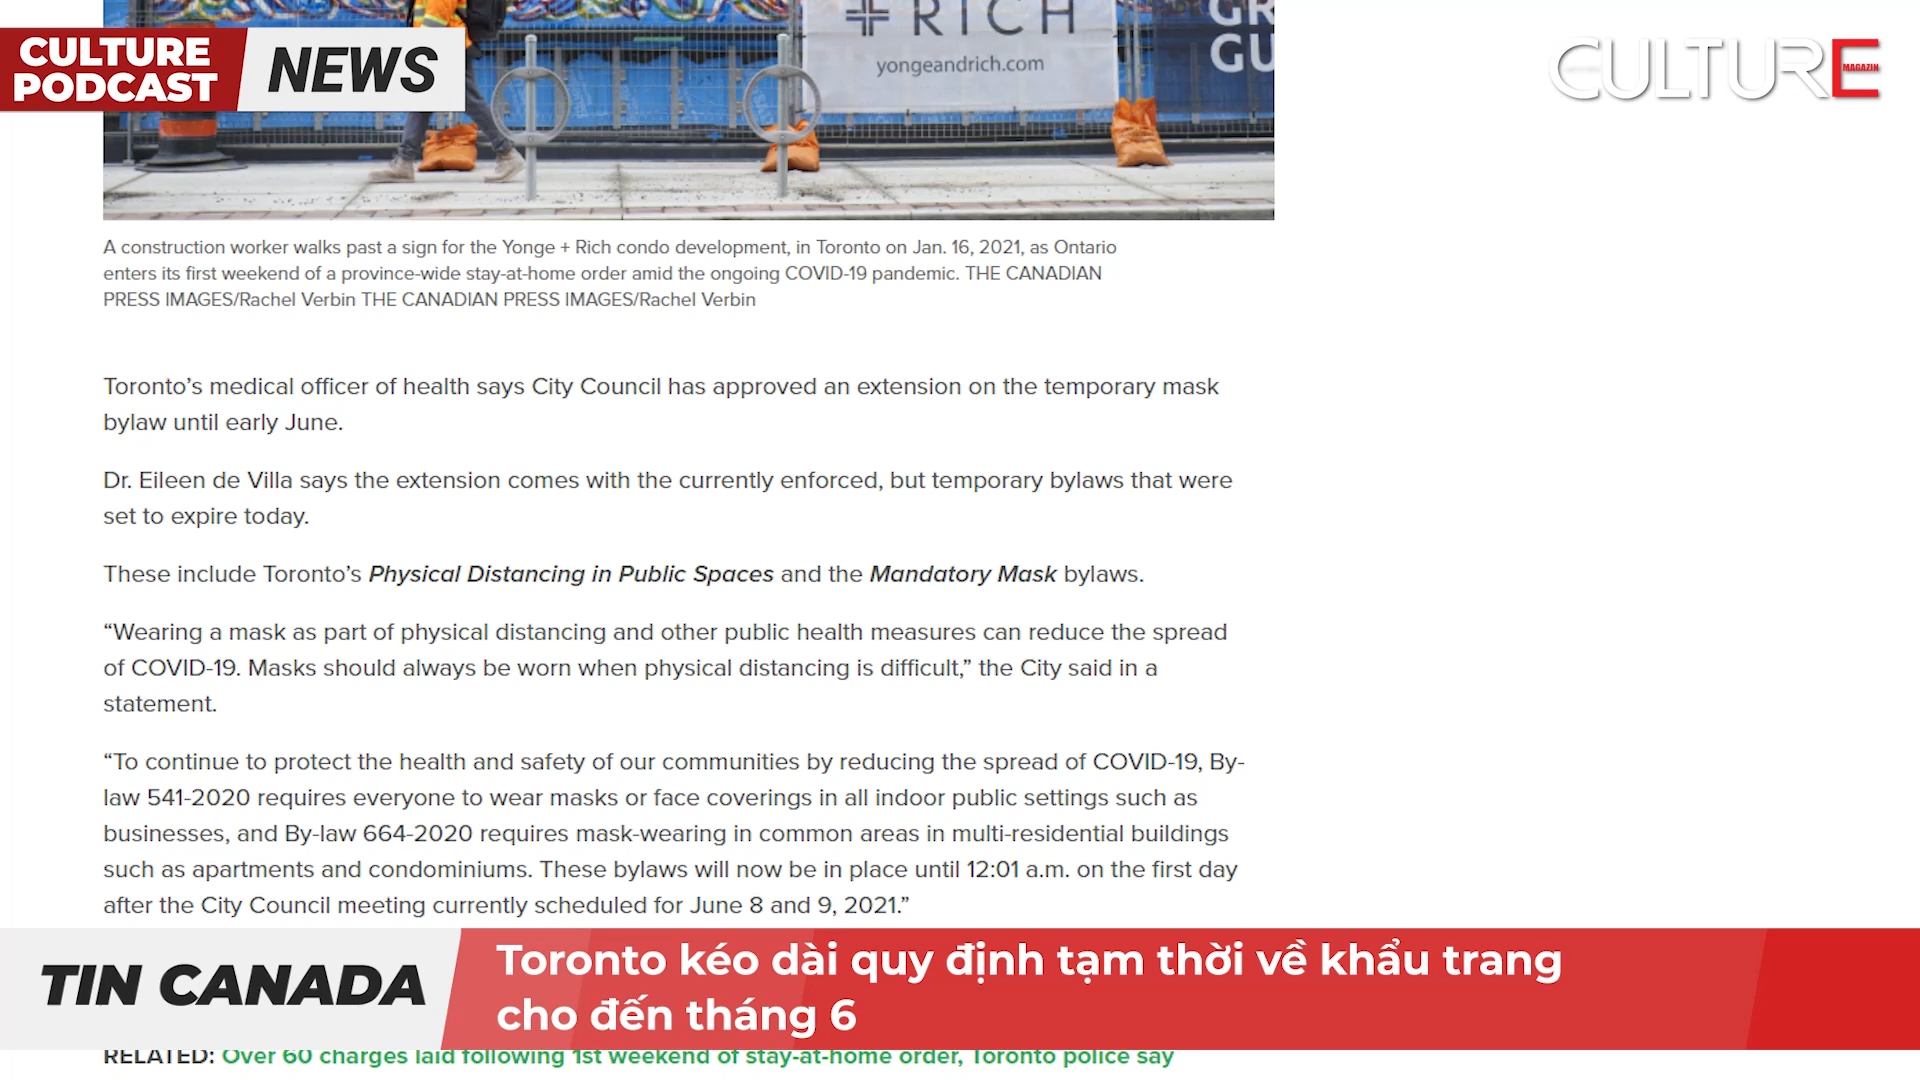 RICH
GR
GU
yongeandrich.com
CULTURE
PODCAST
NEWS
CULTURE
MAGAZIN
A construction worker walks past a sign for the Yonge + Rich condo development, in Toronto on Jan. 16, 2021, as Ontario
enters its first weekend of a province-wide stay-at-home order amid the ongoing COVID-19 pandemic. THE CANADIAN
PRESS IMAGES/Rachel Verbin THE CANADIAN PRESS IMAGES/Rachel Verbin
Toronto’s medical officer of health says City Council has approved an extension on the temporary mask
bylaw until early June.
Dr. Eileen de Villa says the extension comes with the currently enforced, but temporary bylaws that were
set to expire today.
These include Toronto’s Physical Distancing in Public Spaces and the Mandatory Mask bylaws.
“Wearing a mask as part of physical distancing and other public health measures can reduce the spread
of COVID-19. Masks should always be worn when physical distancing is difficult,” the City said in a
statement.
“To continue to protect the health and safety of our communities by reducing the spread of COVID-19, By-
law 541-2020 requires everyone to wear masks or face coverings in all indoor public settings such as
businesses, and By-law 664-2020 requires mask-wearing in common areas in multi-residential buildings
such as apartments and condominiums. These bylaws will now be in place until 12:01 a.m. on the first day
after the City Council meeting currently scheduled for June 8 and 9, 2021.”
TIN CANADA
Toronto kéo dài quy định tạm thời về khẩu trang
cho đến tháng 6
RELATED: Over 60 charges laid following 1st weekend of stay-at-home order, Toronto police say